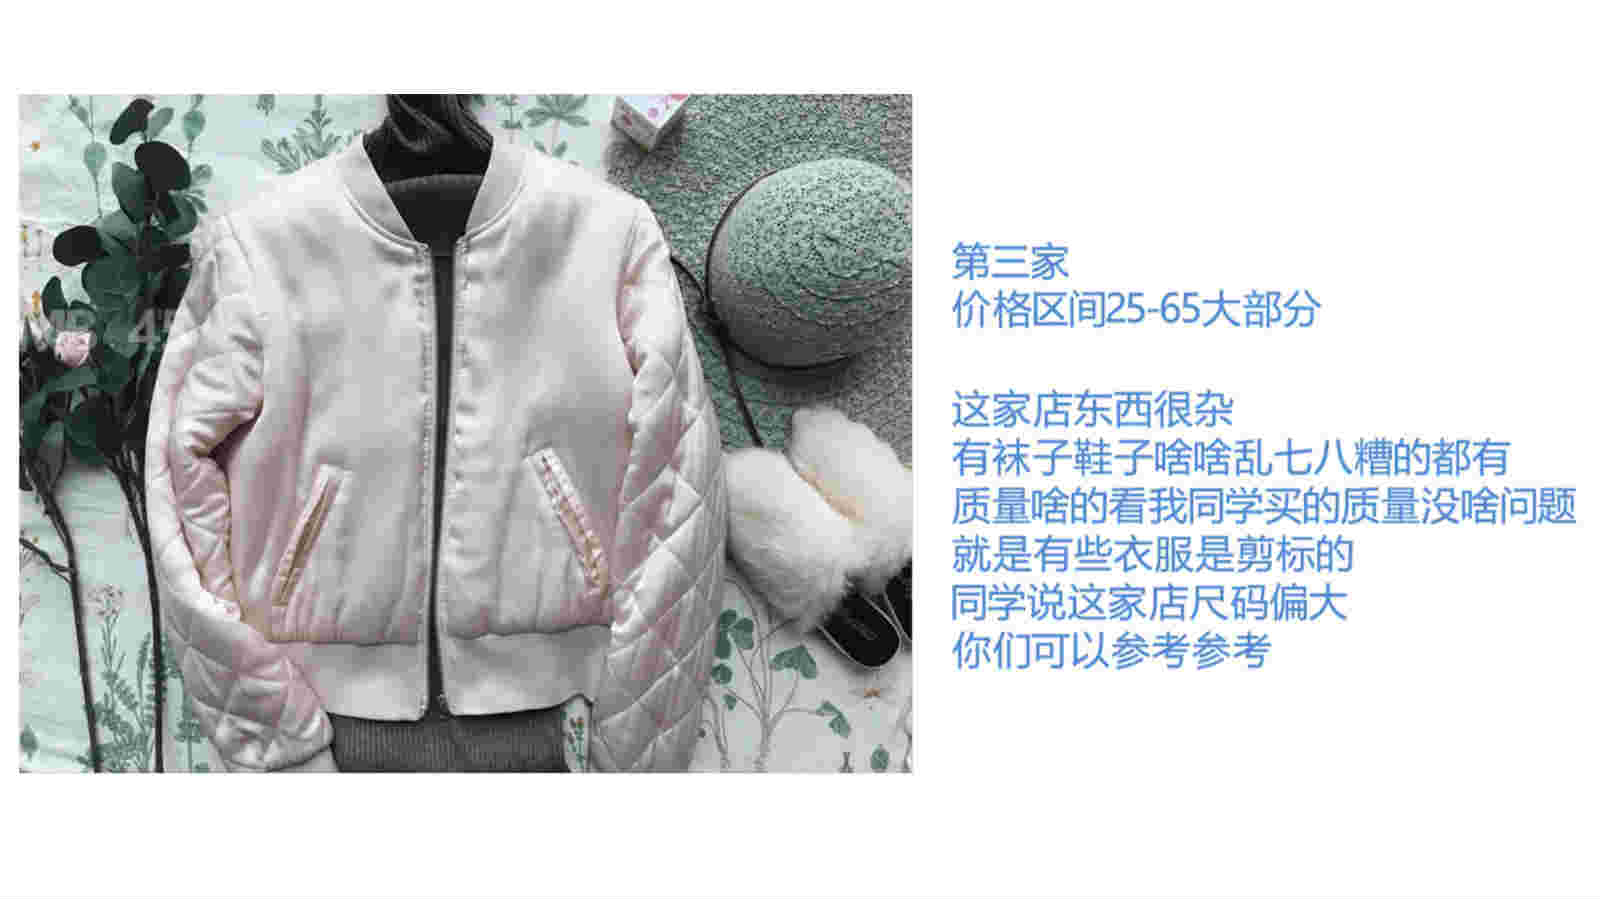 第三家
价格区间25-65大部分
这家店东西很杂
有袜子鞋子啥啥乱七八糟的都有
质量啥的看我同学买的质量没啥问题
就是有些衣服是剪标的
同学说这家店尺码偏大
你们可以参考参考